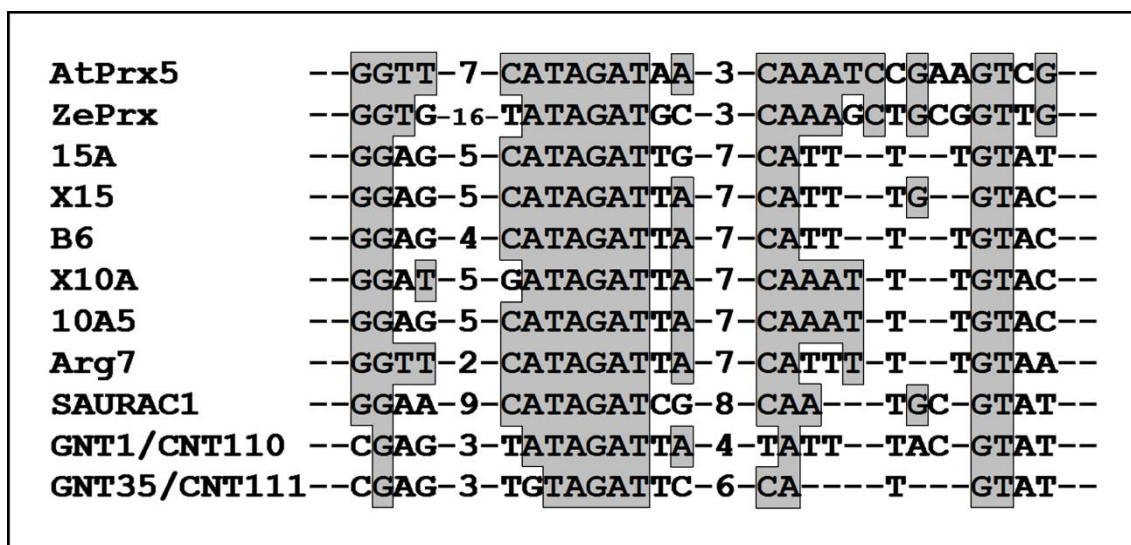 AtPrx5 --GGTT-7-CATAGATAA-3-CAAATCCGAAGTCG--
ZePrx --GGTG-16-TATAGATGC-3-CAAAGCTGCGGTTG--
15A --GGAG-5-CATAGATTG-7-CATT--T--TGTAT--
X15 --GGAG-5-CATAGATTA-7-CATT--TG--GTAC--
B6 --GGAG-4-CATAGATTA-7-CATT--T--TGTAC--
X10A --GGAT-5-GATAGATTA-7-CAAAT-T--TGTAC--
10A5 --GGAG-5-CATAGATTA-7-CAAAT-T--TGTAC--
Arg7 --GGTT-2-CATAGATTA-7-CATTT-T--TGTAA--
SAURAC1 --GGAA-9-CATAGATCG-8-CAA---TGC-GTAT--
GNT1/CNT110 --CGAG-3-TATAGATTA-4-TATT--TAC-GTAT--
GNT35/CNT111--CGAG-3-TGTAGATTC-6-CA----T---GTAT--